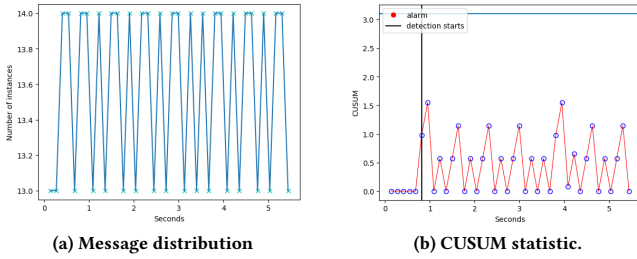 14.0
13.8
13.6
13.4
13.2
13.0
Number of instances
0 1 2 3 4 5
Seconds
(a) Message distribution
3.0
2.5
2.0
1.5
1.0
0.5
0.0
CUSUM
alarm
detection starts
0 1 2 3 4 5
Seconds
(b) CUSUM statistic.